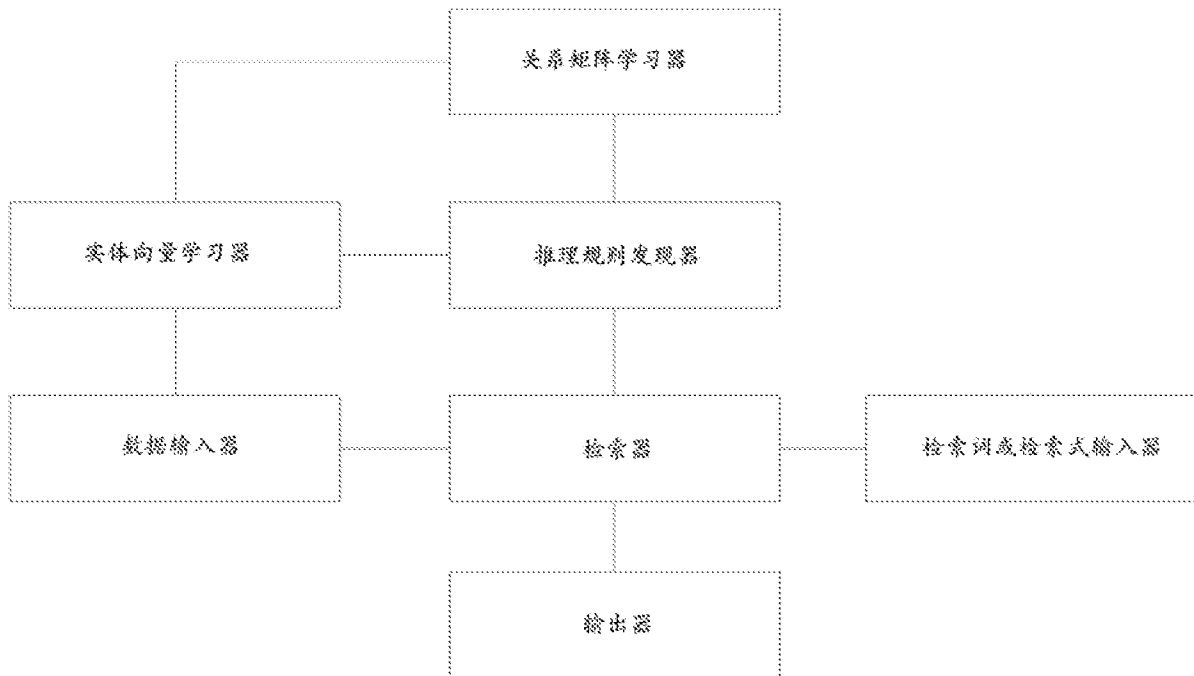 关系矩阵学习器
实体向量学习器
推理规则发现器
数据输入器
检索器
检索词或检索式输入器
输出器